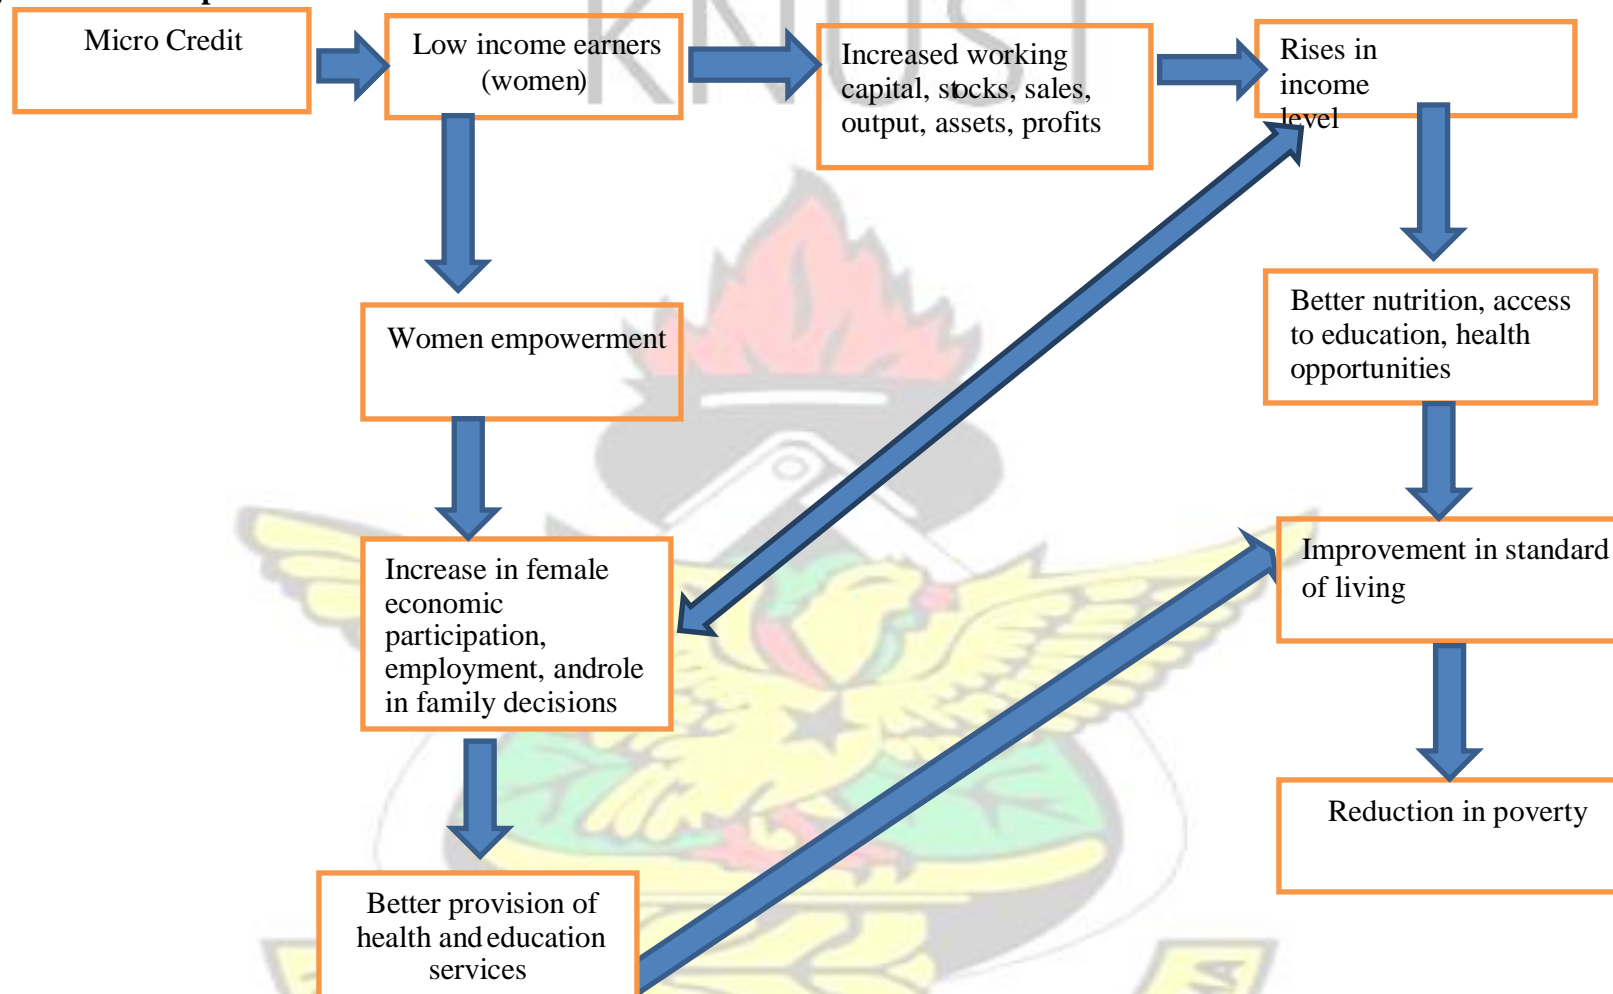 KNUST
Micro Credit
Low income earners
(women)
Increased working
capital, stocks, sales,
output, assets, profits
Rises in
income
level
Women empowerment
Better nutrition, access
to education, health
opportunities
Increase in female
economic
participation,
employment, androle
in family decisions
Improvement in standard
of living
Reduction in poverty
Better provision of
health and education
services